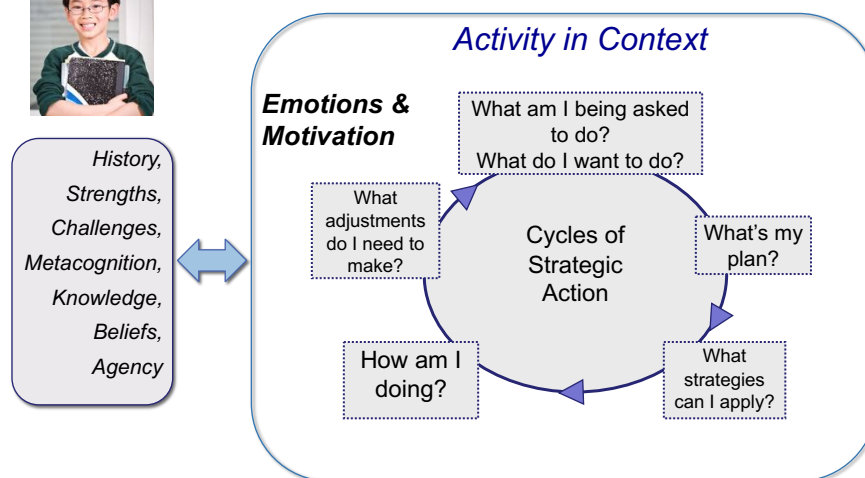 Activity in Context
Emotions &
Motivation
What am I being asked
to do?
What do I want to do?
What's my
plan?
What
strategies
can I apply?
How am I
doing?
What
adjustments
do I need to
make?
Cycles of
Strategic
Action
History,
Strengths,
Challenges,
Metacognition,
Knowledge,
Beliefs,
Agency